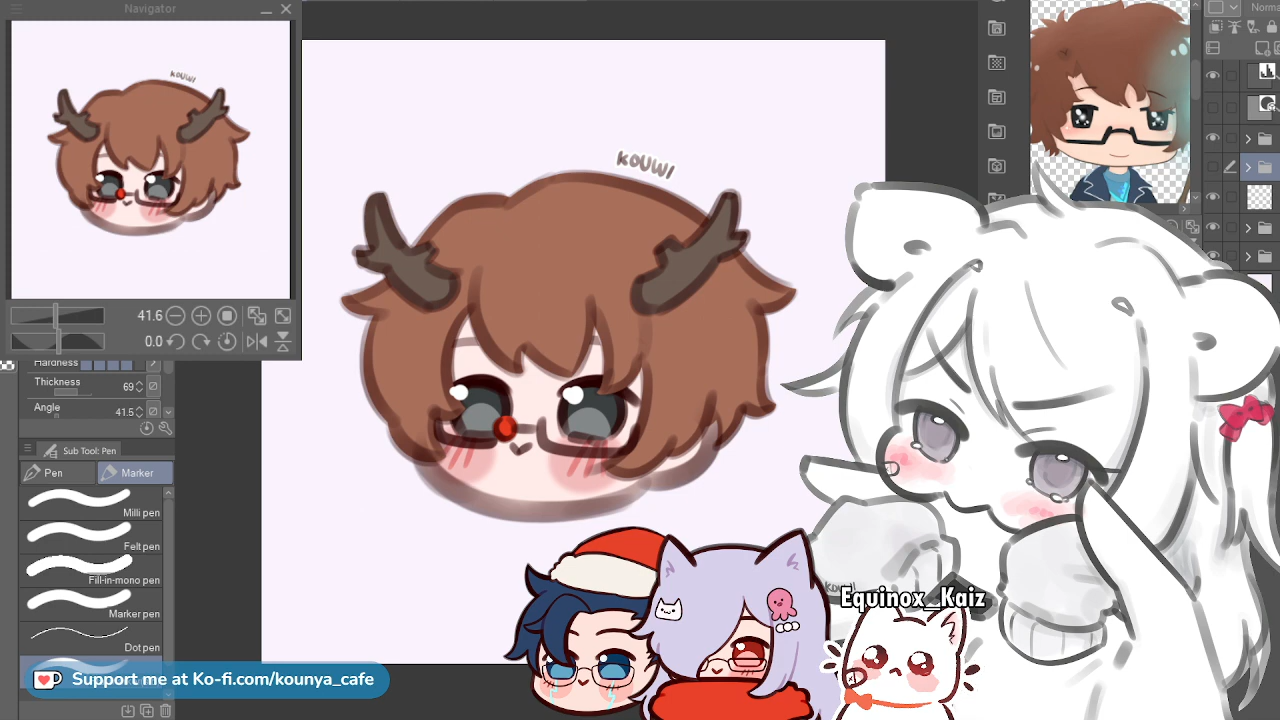 Navigator
Norma
KOUWI
KOUWI
41.6
0.0
Hardness
Thickness
69
Angle
41.5
Sub Tool: Pen
Pen
Marker
Milli pen
Felt pen
Fill-in-mono pen
Marker pen
Dot pen
Equinox_Kaiz
Support me at Ko-fi.com/kounya_cafe